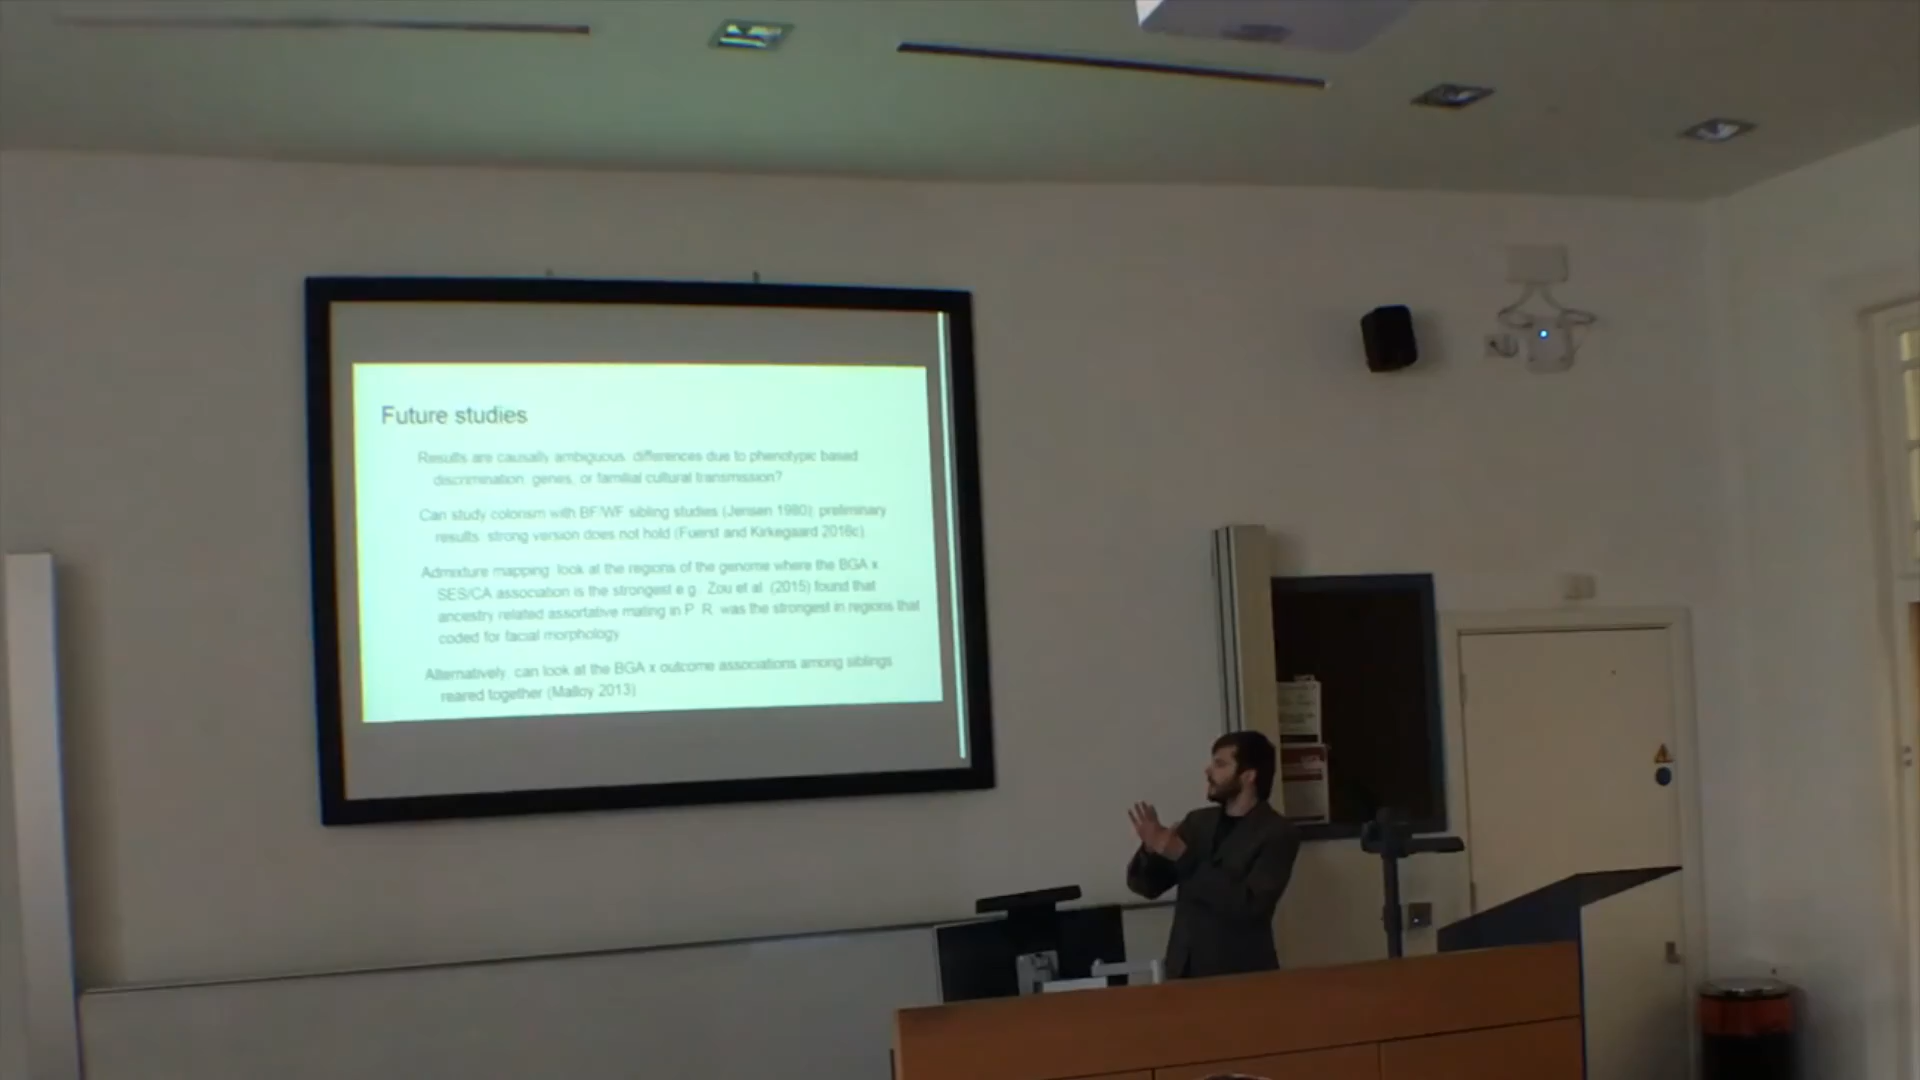 Future studies
Results are causally ambiguous: differences due to phenotypic based
discrimination, genes, or familial cultural transmission?
Can study colorism with BF/WF sibling studies (Jensen 1980); preliminary
results: strong version does not hold (Fuerst and Kirkegaard 2016c)
Admixture mapping: look at the regions of the genome where the BGA x
SES/CA association is the strongest e.g. Zou et al. (2015) found that
ancestry related assortative mating in P. R. was the strongest in regions that
coded for facial morphology
Alternatively, can look at the BGA x outcome associations among siblings
reared together (Malloy 2013)